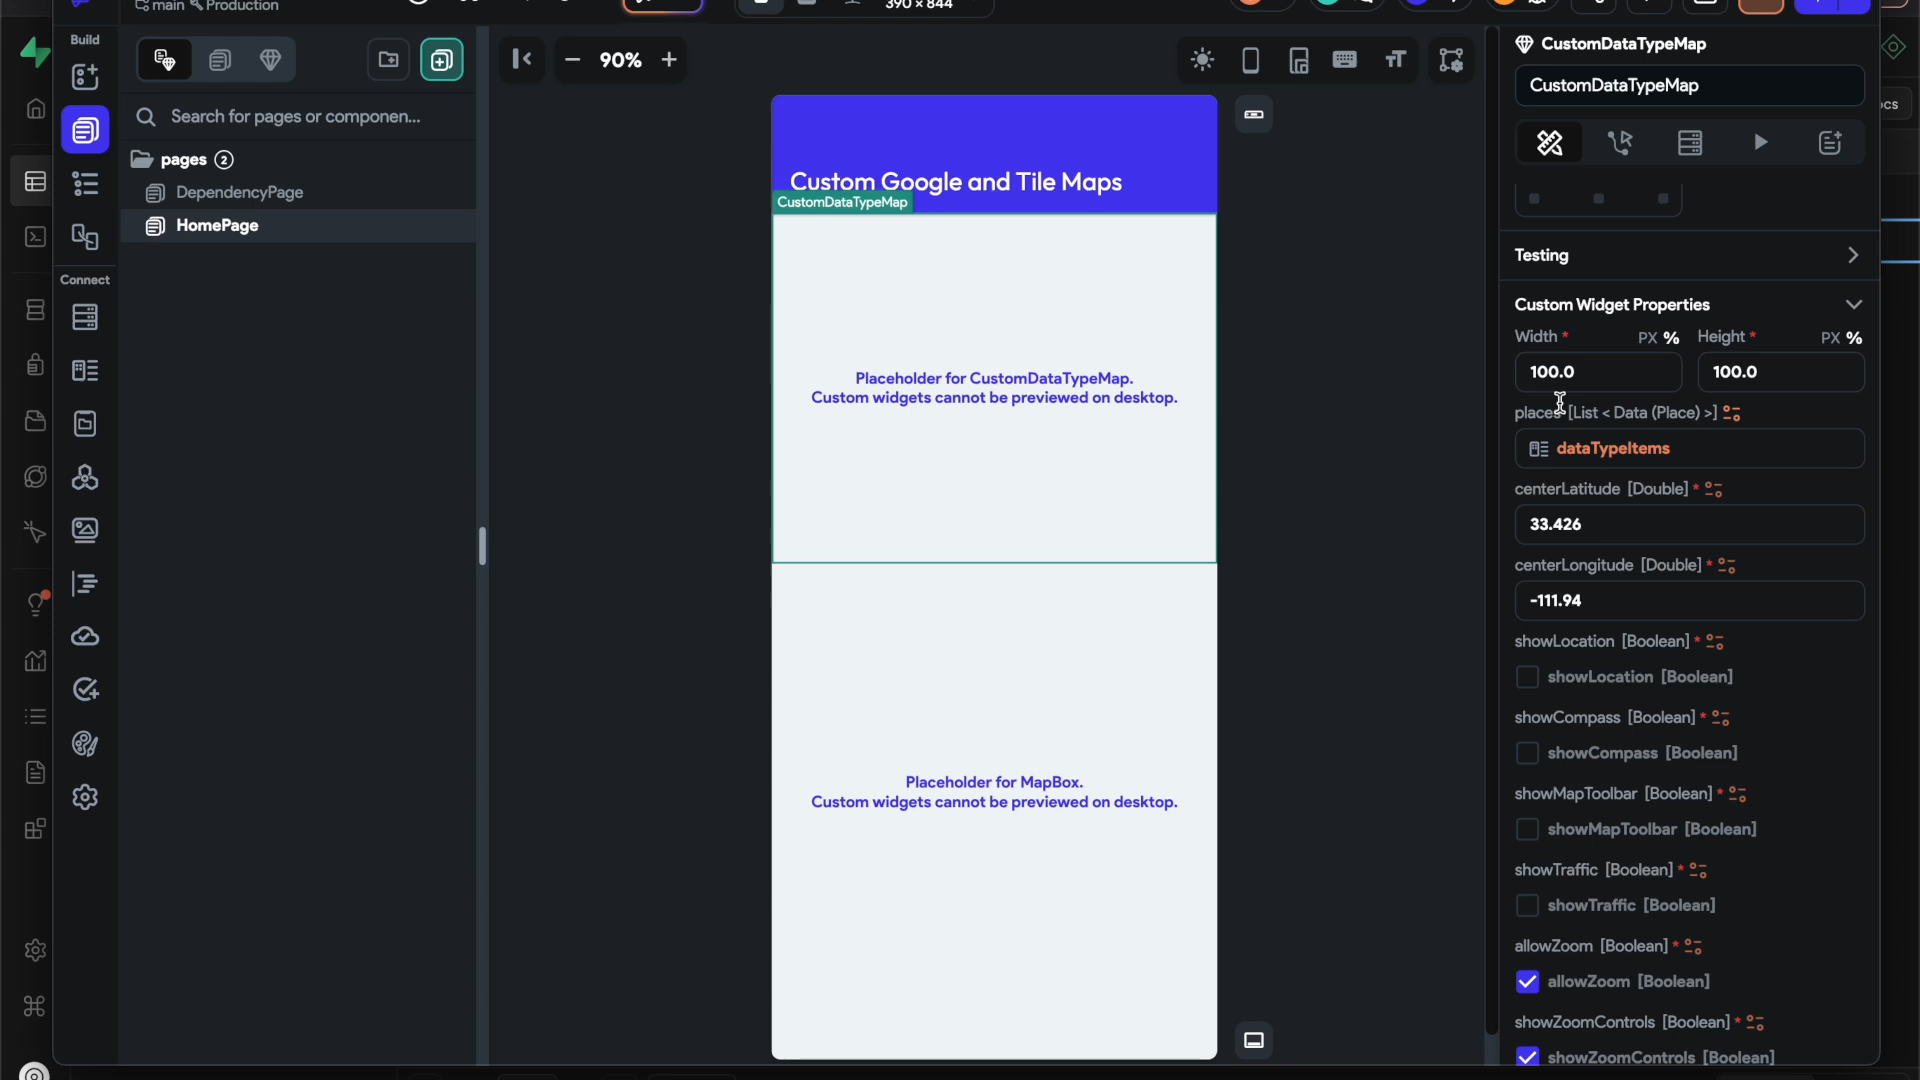 main
Production
390 × 844
Build
90%
Search for pages or componen...
pages 2
DependencyPage
HomePage
Connect
Custom Google and Tile Maps
CustomDataTypeMap
Placeholder for CustomDataTypeMap.
Custom widgets cannot be previewed on desktop.
Placeholder for MapBox.
Custom widgets cannot be previewed on desktop.
CustomDataTypeMap
CustomDataTypeMap
Testing
Custom Widget Properties
Width * PX % Height * PX %
100.0 100.0
places [List < Data (Place) >]
dataTypeItems
centerLatitude [Double] *
33.426
centerLongitude [Double] *
-111.94
showLocation [Boolean] *
showLocation [Boolean]
showCompass [Boolean] *
showCompass [Boolean]
showMapToolbar [Boolean] *
showMapToolbar [Boolean]
showTraffic [Boolean] *
showTraffic [Boolean]
allowZoom [Boolean] *
allowZoom [Boolean]
showZoomControls [Boolean] *
showZoomControls [Boolean]